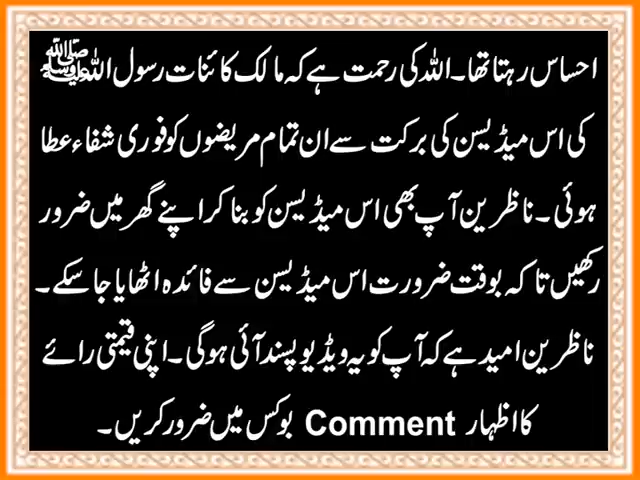 احساس رہتا تھا۔ اللہ کی رحمت ہے کہ مالک کائنات رسول اللہ ﷺ
کی اس میڈیسن کی برکت سے ان تمام مریضوں کو فوری شفاء عطا
ہوئی۔ ناظرین آپ بھی اس میڈیسن کو بنا کر اپنے گھر میں ضرور
رکھیں تا کہ بوقت ضرورت اس میڈیسن سے فائدہ اٹھایا جا سکے۔
ناظرین امید ہے کہ آپ کو یہ ویڈیو پسند آئی ہوگی۔ اپنی قیمتی رائے
کا اظہار Comment بوکس میں ضرور کریں۔